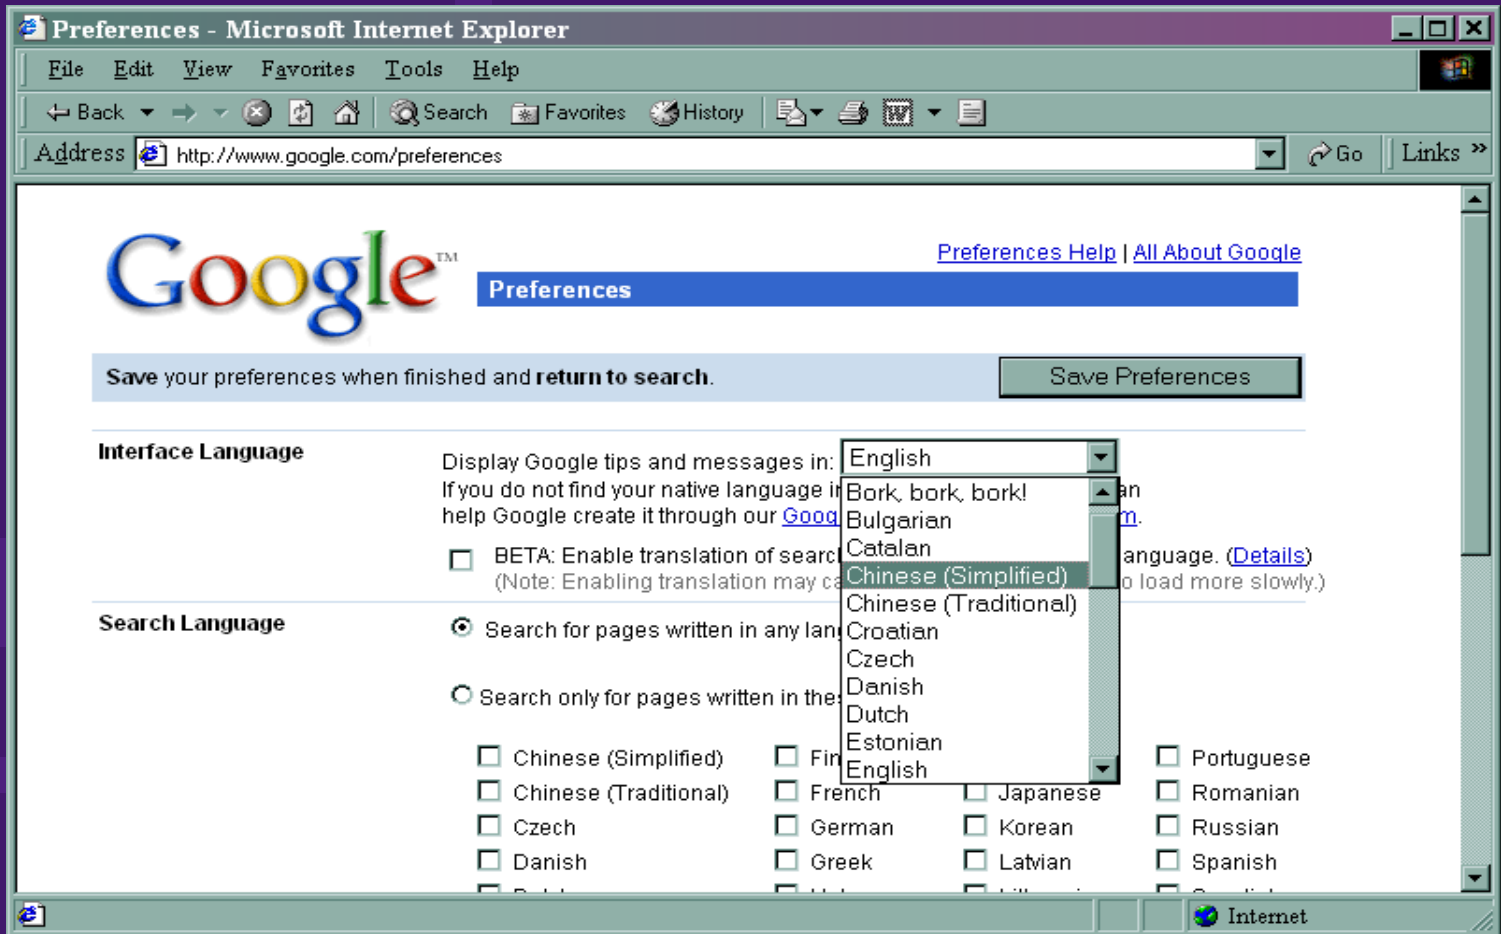 Preferences - Microsoft Internet Explorer
File Edit View Favorites Tools Help
Back Search Favorites History
Address http://www.google.com/preferences Go Links »
Google™
Preferences Help | All About Google
Preferences
Save your preferences when finished and return to search. Save Preferences
Interface Language
Display Google tips and messages in: English
If you do not find your native language
help Google create it through our
BETA: Enable translation of anguage. (Details)
(Note: Enabling translation may o load more slowly.)
Bork, bork, bork!
Bulgarian
Catalan
Chinese (Simplified)
Chinese (Traditional)
Croatian
Czech
Danish
Dutch
Estonian
English
Search Language
Search for pages written in any
Search only for pages written in
Chinese (Simplified) Portuguese
Chinese (Traditional) French Japanese Romanian
Czech German Korean Russian
Danish Greek Latvian Spanish
Internet